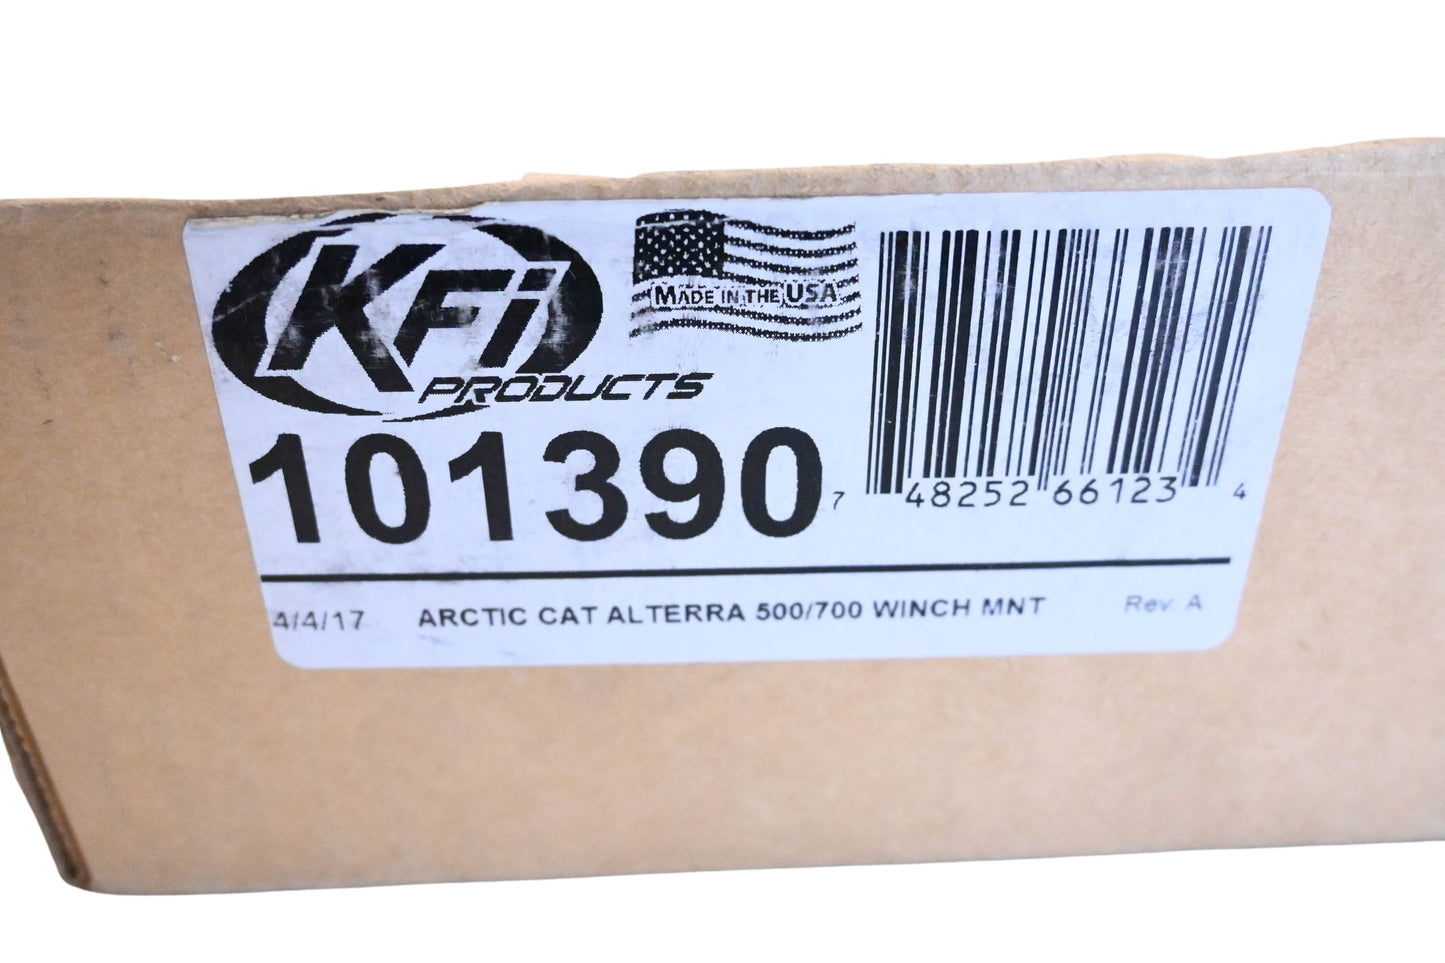 KFi
PRODUCTS
MADE IN THE USA
101390
7 48252 66123 4
4/4/17 ARCTIC CAT ALTERRA 500/700 WINCH MNT Rev. A